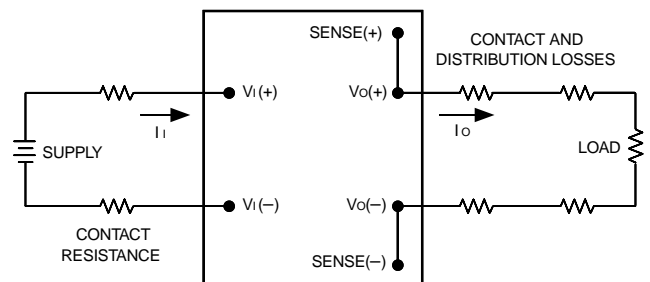 SENSE(+)
CONTACT AND
DISTRIBUTION LOSSES
VI(+)
VO(+)
II
IO
SUPPLY
LOAD
VI(–)
VO(–)
CONTACT
RESISTANCE
SENSE(–)